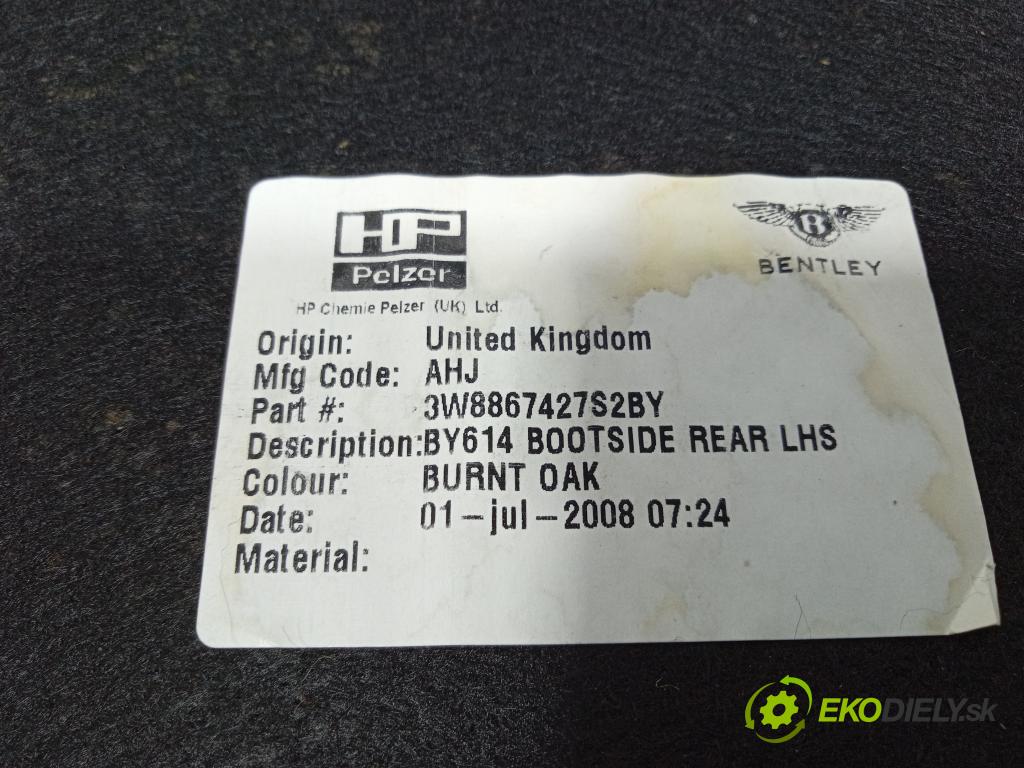 HP
Pelzer
HP Chemie Pelzer (UK) Ltd.
B
BENTLEY
Origin: United Kingdom
Mfg Code: AHJ
Part #: 3W8867427S2BY
Description: BY614 BOOTSIDE REAR LHS
Colour: BURNT OAK
Date: 01-jul-2008 07:24
Material:
EKODIELY.sk